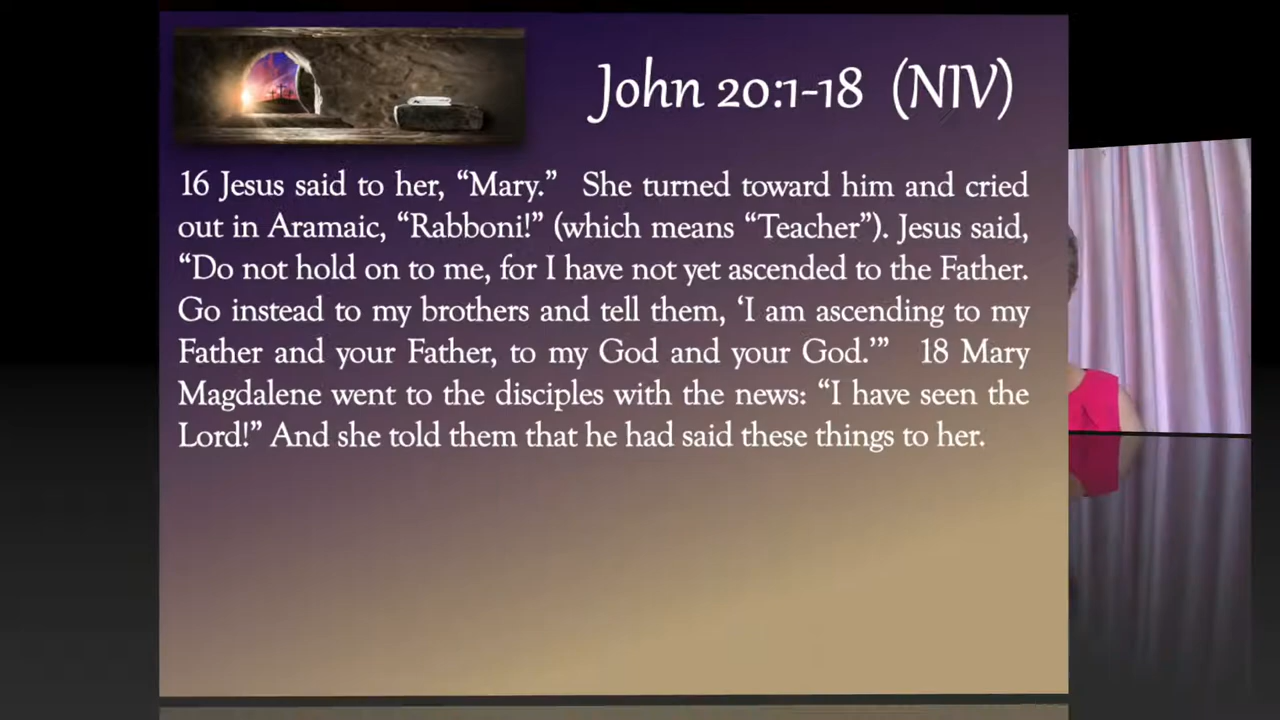 John 20:1-18 (NIV)
16 Jesus said to her, “Mary.” She turned toward him and cried
out in Aramaic, “Rabboni!” (which means “Teacher”). Jesus said,
“Do not hold on to me, for I have not yet ascended to the Father.
Go instead to my brothers and tell them, ‘I am ascending to my
Father and your Father, to my God and your God.’” 18 Mary
Magdalene went to the disciples with the news: “I have seen the
Lord!” And she told them that he had said these things to her.